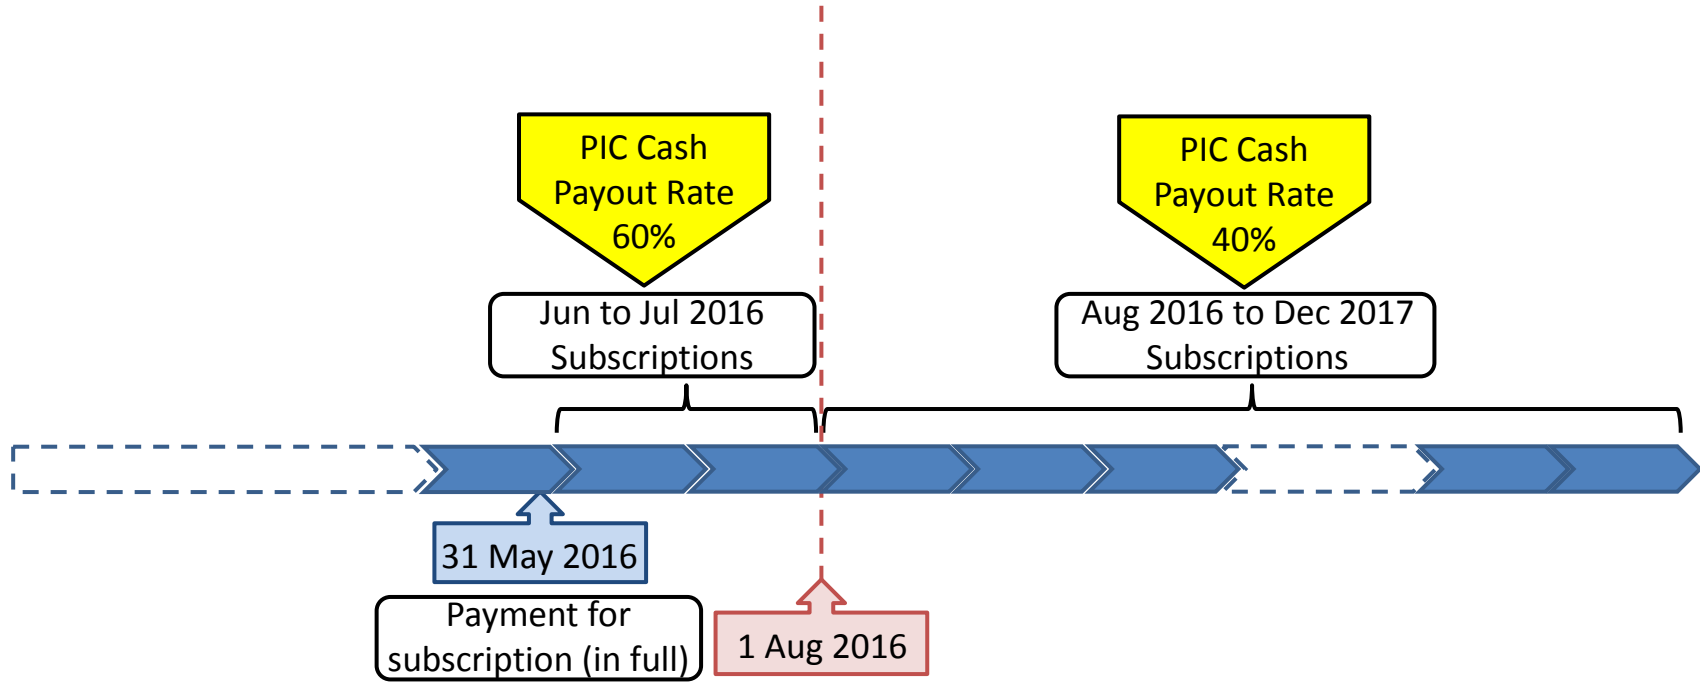 PIC Cash
Payout Rate
60%
PIC Cash
Payout Rate
40%
Jun to Jul 2016
Subscriptions
Aug 2016 to Dec 2017
Subscriptions
31 May 2016
Payment for
subscription (in full)
1 Aug 2016